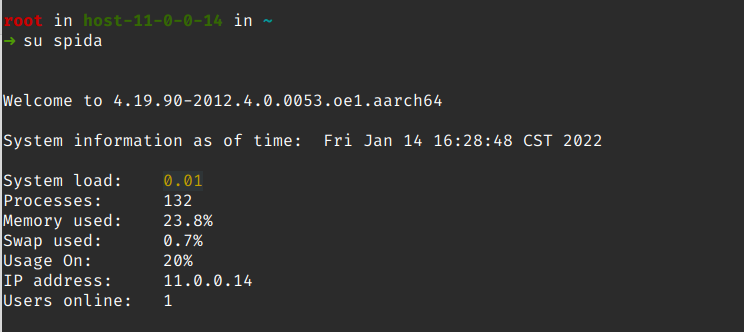 root in host-11-0-0-14 in ~
→ su spida
Welcome to 4.19.90-2012.4.0.0053.oe1.aarch64
System information as of time:  Fri Jan 14 16:28:48 CST 2022
System load:    0.01
Processes:      132
Memory used:    23.8%
Swap used:      0.7%
Usage On:       20%
IP address:     11.0.0.14
Users online:   1